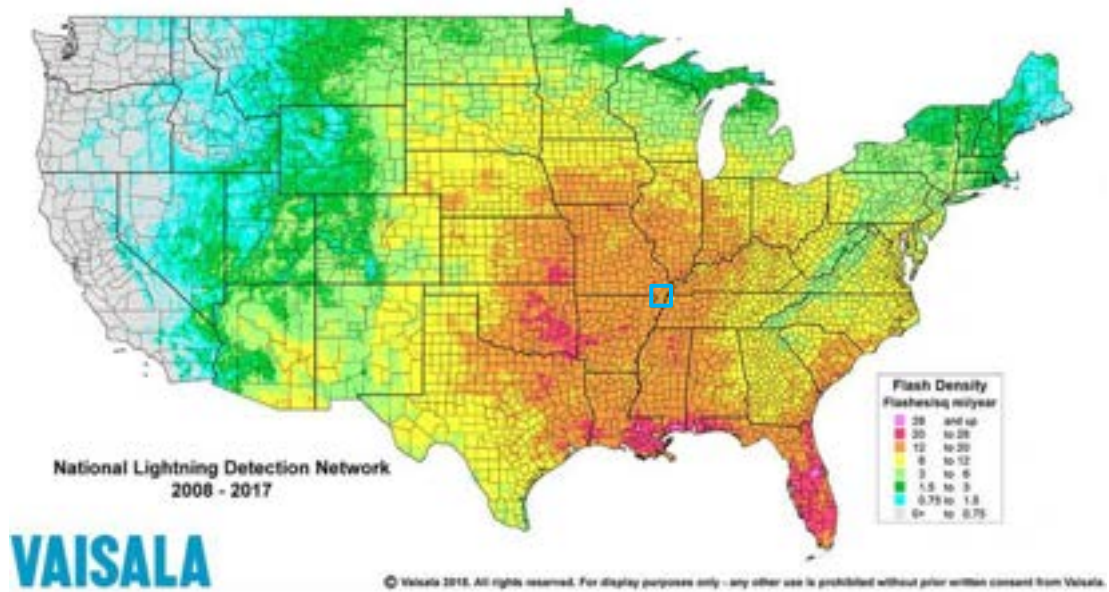 Flash Density
Flashes/sq mi/year
28 and up
20 to 28
12 to 20
6 to 12
3 to 6
1.5 to 3
0.75 to 1.5
0+ to 0.75
National Lightning Detection Network
2008 - 2017
VAISALA
© Vaisala 2018. All rights reserved. For display purposes only - any other use is prohibited without prior written consent from Vaisala.